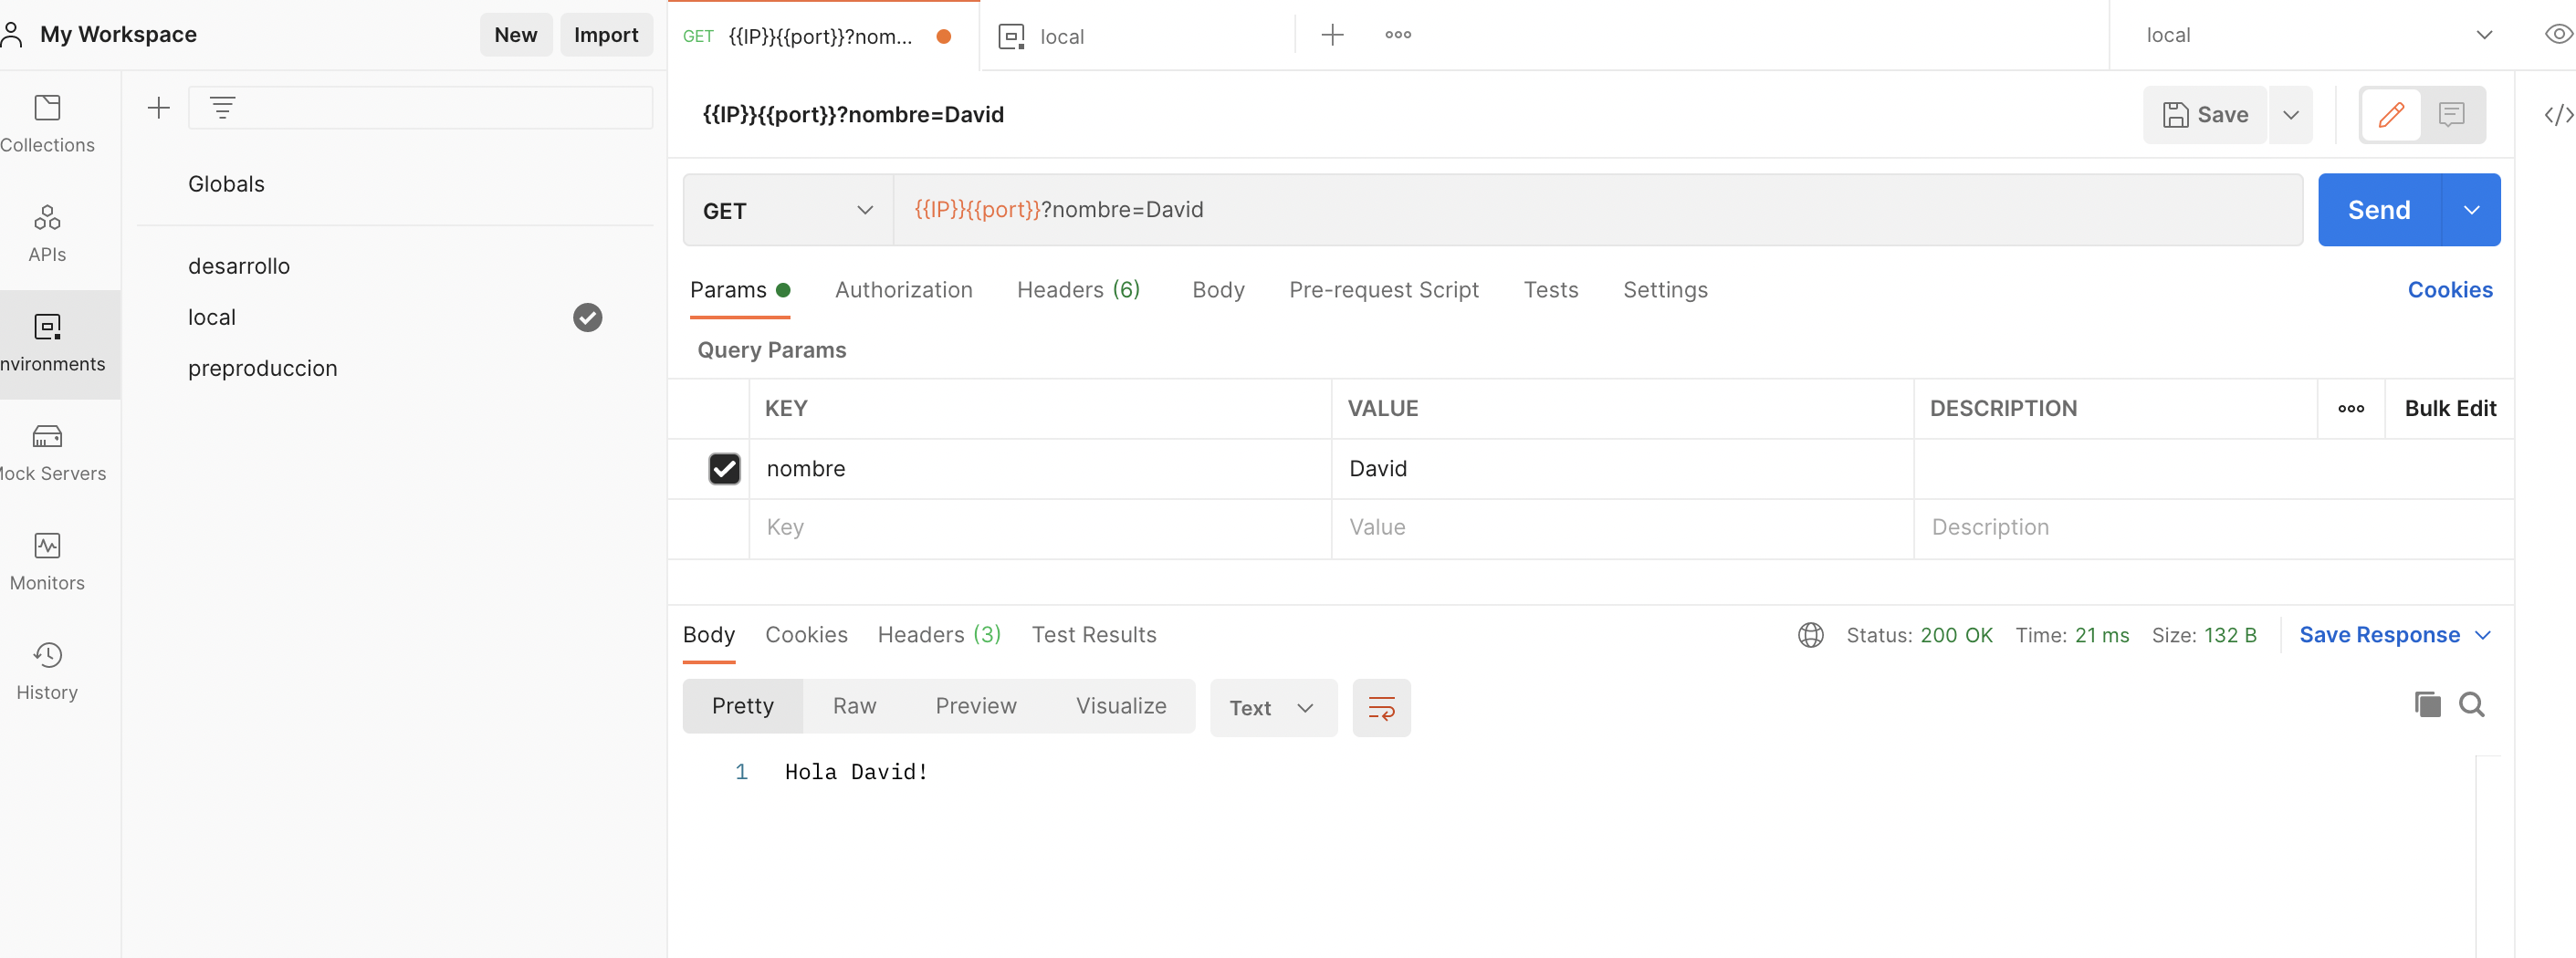 My Workspace
New
Import
GET {{IP}}{{port}}?nom...
local
local
Collections
APIs
nvironments
Mock Servers
Monitors
History
Globals
desarrollo
local
preproduccion
{{IP}}{{port}}?nombre=David
Save
</>
GET
{{IP}}{{port}}?nombre=David
Send
Params
Authorization
Headers (6)
Body
Pre-request Script
Tests
Settings
Cookies
Query Params
KEY
VALUE
DESCRIPTION
Bulk Edit
nombre
David
Key
Value
Description
Body
Cookies
Headers (3)
Test Results
Status: 200 OK
Time: 21 ms
Size: 132 B
Save Response
Pretty
Raw
Preview
Visualize
Text
1 Hola David!